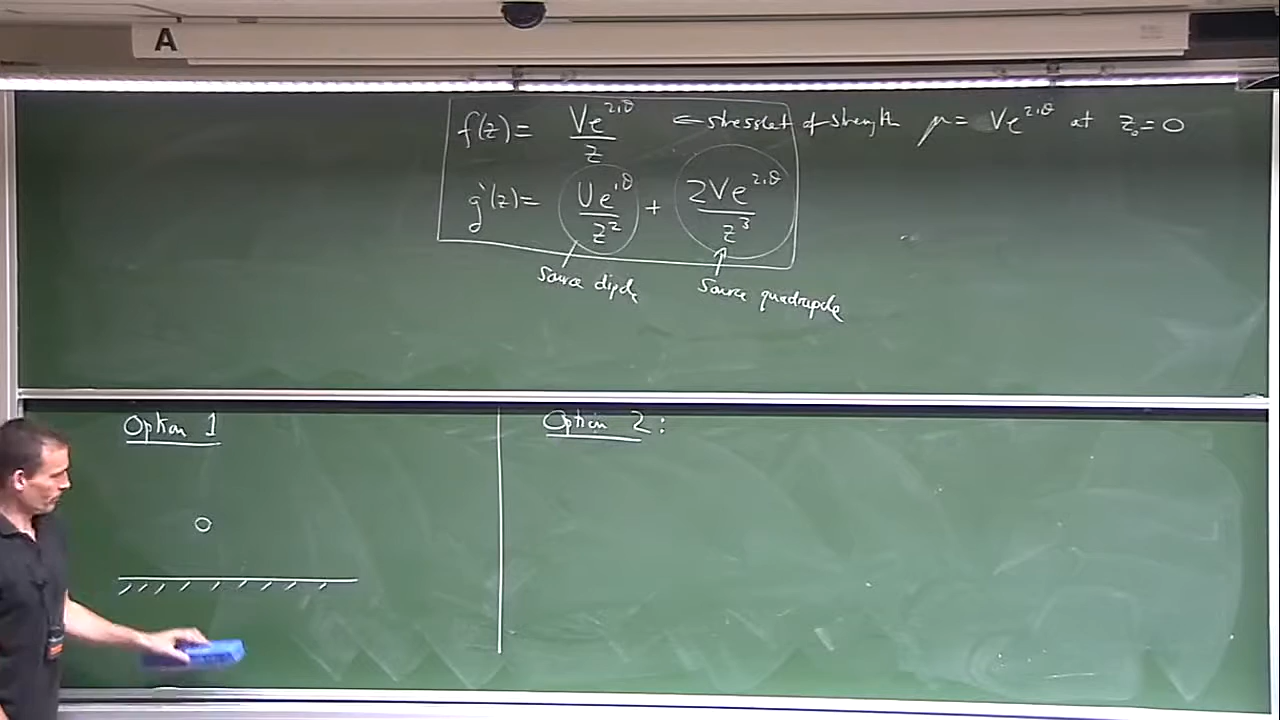 A
f(z) = Ve^{2iθ}/z ← stresslet of strength μ = Ve^{2iθ} at z₀ = 0
g'(z) = Ue^{iθ}/z² + 2Ve^{2iθ}/z³
Source dipole Source quadrupole
Option 1 Option 2: